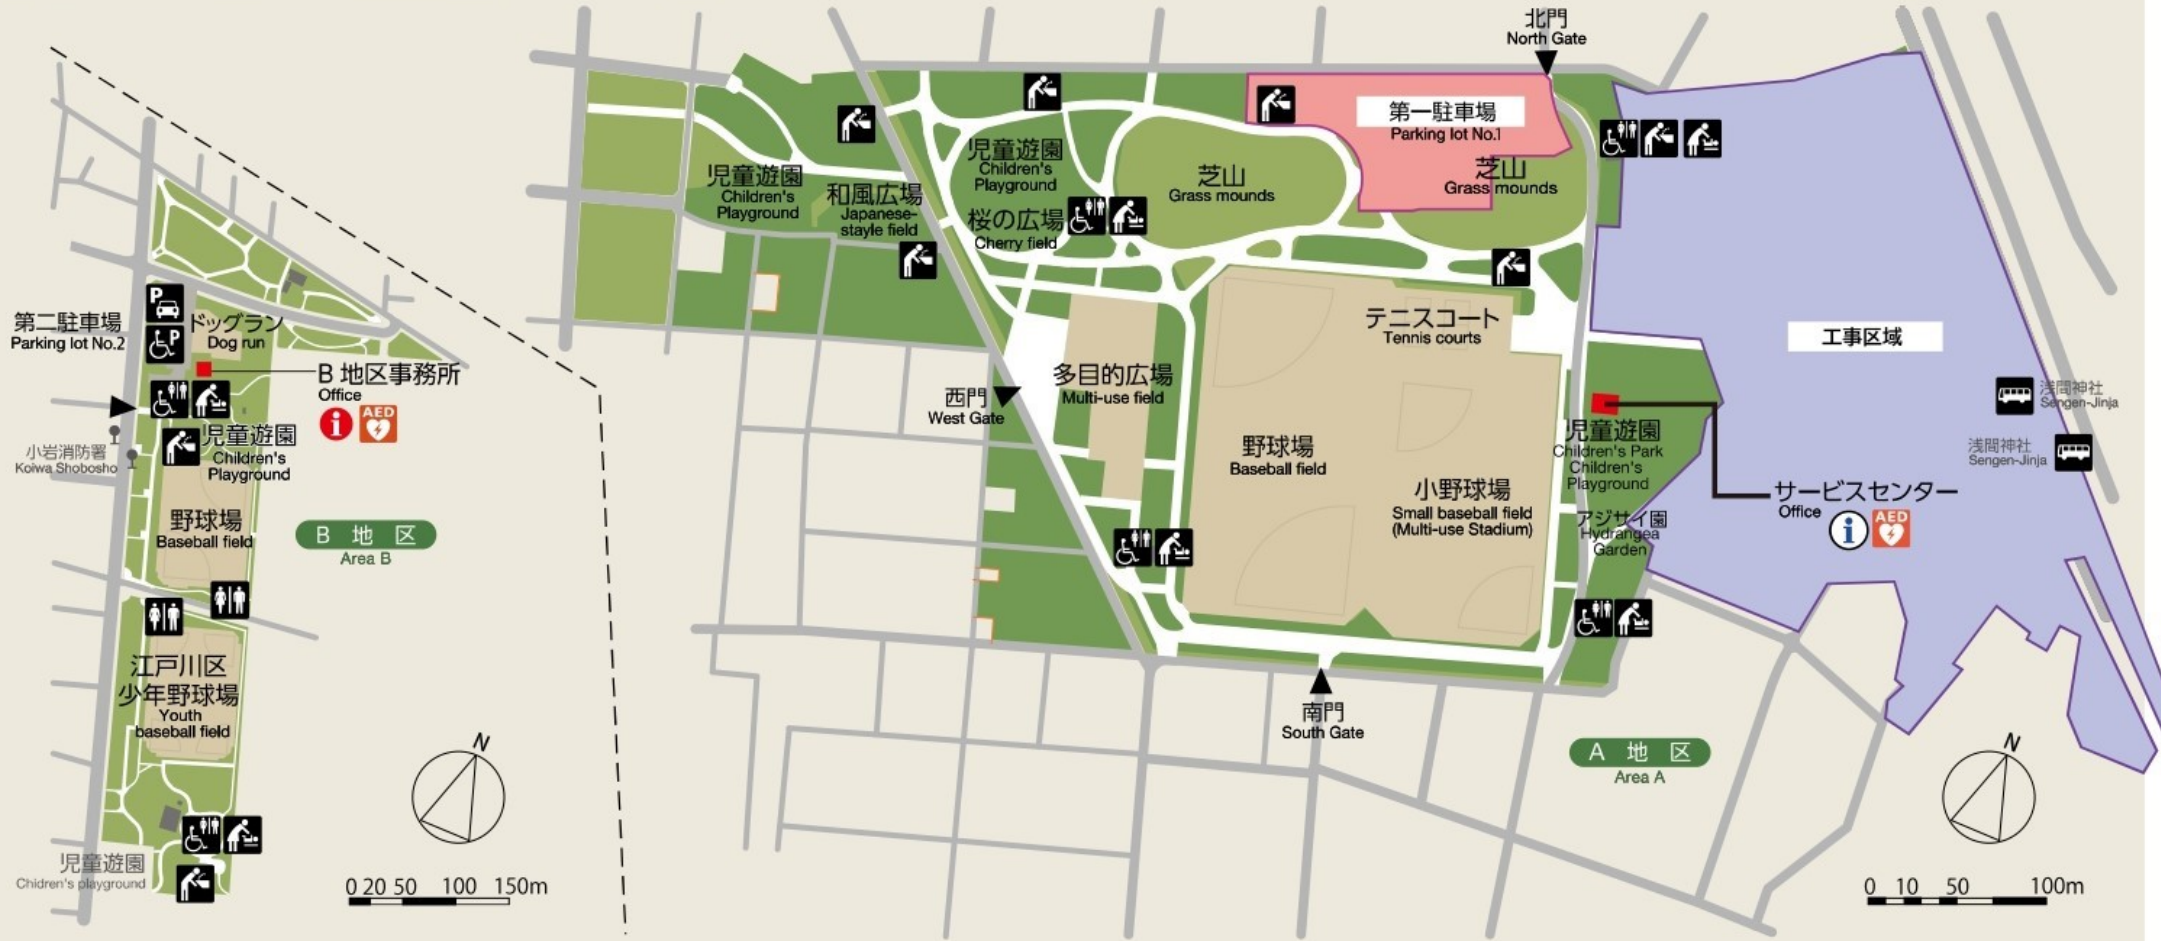 北門
North Gate
第一駐車場
Parking lot No.1
芝山
Grass mounds
芝山
Grass mounds
児童遊園
Children's
Playground
桜の広場
Cherry field
児童遊園
Children's
Playground
和風広場
Japanese-
stayle field
テニスコート
Tennis courts
多目的広場
Multi-use field
西門
West Gate
野球場
Baseball field
小野球場
Small baseball field
(Multi-use Stadium)
児童遊園
Children's Park
Children's
Playground
アジサイ園
Hydrangea
Garden
工事区域
浅間神社
Sengen-Jinja
浅間神社
Sengen-Jinja
サービスセンター
Office
i
AED
南門
South Gate
A 地 区
Area A
N
0 10 50 100m
P
P
第二駐車場
Parking lot No.2
ドッグラン
Dog run
B 地区事務所
Office
i
AED
小岩消防署
Koiwa Shobosho
児童遊園
Children's
Playground
野球場
Baseball field
B 地 区
Area B
江戸川区
少年野球場
Youth
baseball field
児童遊園
Chidren's playground
N
0 20 50 100 150m